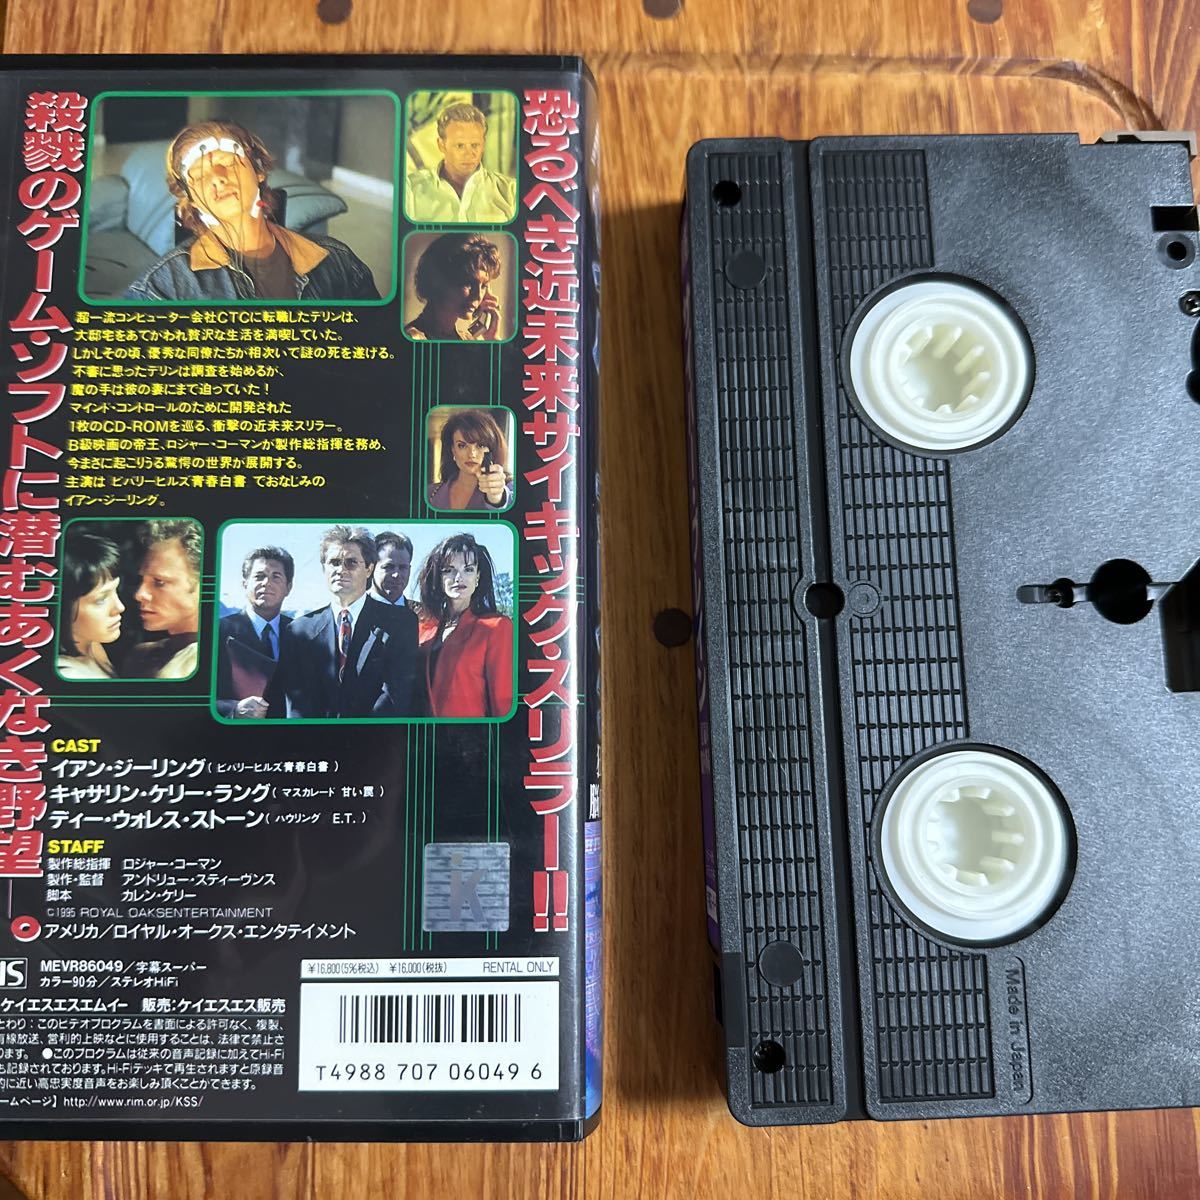 恐るべき近未来サイキック・スリラー!!
殺戮のゲーム・ソフトに潜むあくなき野望―。
超一流コンピューター会社CTCに転職したデリンは、
大邸宅をあてがわれ贅沢な生活を満喫していた。
しかしその頃、優秀な同僚たちが相次いで謎の死を遂げる。
不審に思ったデリンは調査を始めるが、
魔の手は彼の妻にまで迫っていた!
マインド・コントロールのために開発された
1枚のCD-ROMを巡る、衝撃の近未来スリラー。
B級映画の帝王、ロジャー・コーマンが製作総指揮を務め、
今まさに起こりうる驚愕の世界が展開する。
主演は ビバリーヒルズ青春白書 でおなじみの
イアン・ジーリング。
CAST
イアン・ジーリング( ビバリーヒルズ青春白書 )
キャサリン・ケリー・ラング( マスカレード 甘い罠 )
ディー・ウォレス・ストーン( ハウリング E.T. )
STAFF
製作総指揮 ロジャー・コーマン
製作・監督 アンドリュー・スティーヴンス
脚本 カレン・ケリー
©1995 ROYAL OAKSENTERTAINMENT
アメリカ/ロイヤル・オークス・エンタテイメント
K
MEVR86049/字幕スーパー
カラー90分/ステレオHiFi
¥16,800(5%税込) ¥16,000(税抜) RENTAL ONLY
ケイエスエスエムイー 販売:ケイエスエス販売
とわり:このビデオプログラムを書面による許可なく、複製、
有線放送、営利的上映などに使用することは、法律で禁止さ
ります。 ●このプログラムは従来の音声記録に加えてHi-Fi
も記録されております。Hi-Fiデッキで再生されますと原録音
的に近い高忠実度音声をお楽しみ頂くことができます。
ームページ】http://www.rim.or.jp/KSS/
T4988 707 06049 6
Made in Japan